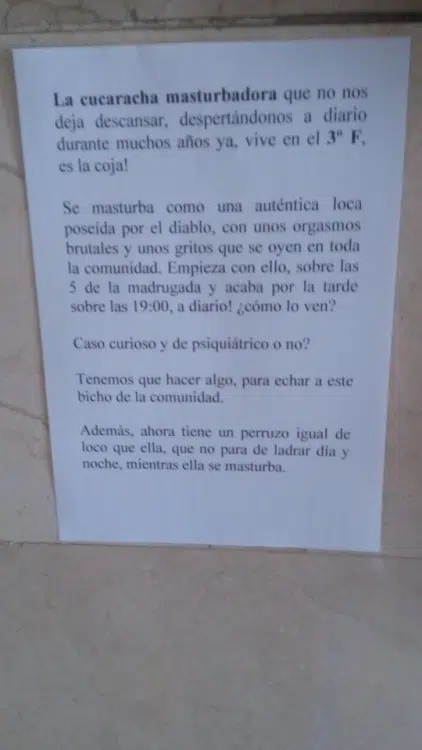 La cucaracha masturbadora que no nos
deja descansar, despertándonos a diario
durante muchos años ya, vive en el 3º F,
es la coja!
Se masturba como una auténtica loca
poseída por el diablo, con unos orgasmos
brutales y unos gritos que se oyen en toda
la comunidad. Empieza con ello, sobre las
5 de la madrugada y acaba por la tarde
sobre las 19:00, a diario! ¿cómo lo ven?
Caso curioso y de psiquiátrico o no?
Tenemos que hacer algo, para echar a este
bicho de la comunidad.
Además, ahora tiene un perruzo igual de
loco que ella, que no para de ladrar día y
noche, mientras ella se masturba.